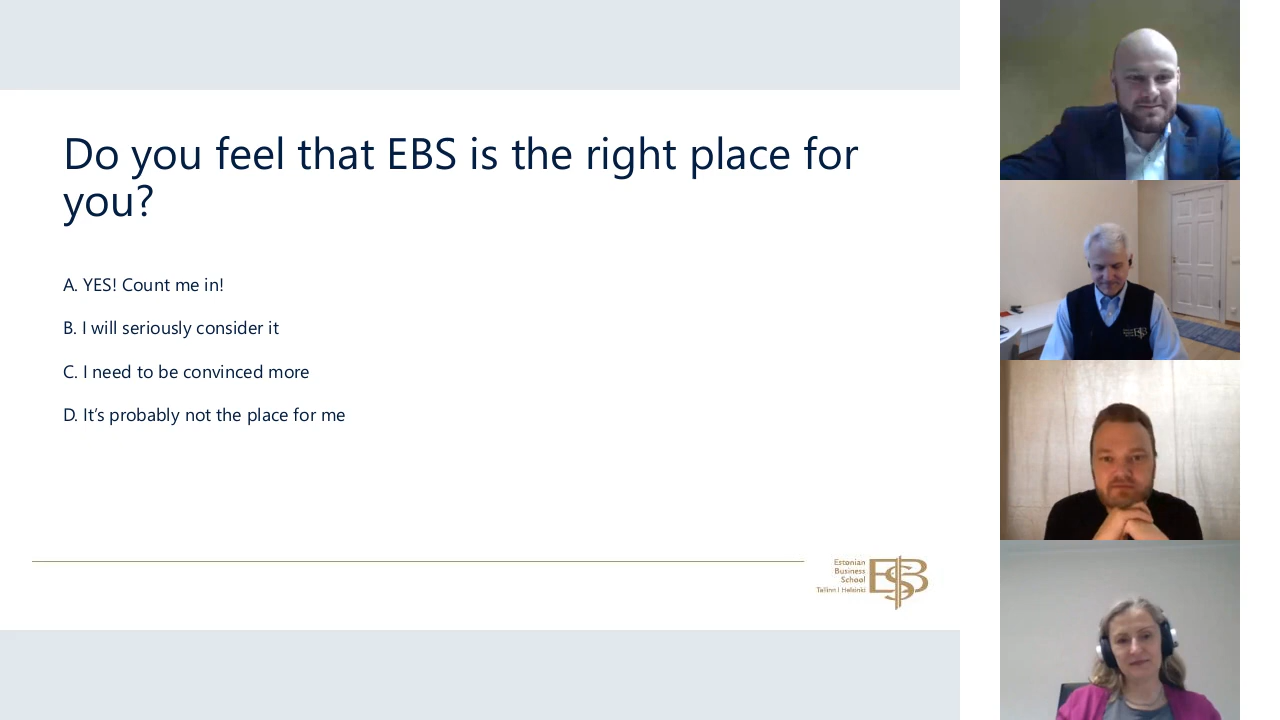 Do you feel that EBS is the right place for
you?
A. YES! Count me in!
B. I will seriously consider it
C. I need to be convinced more
D. It's probably not the place for me
Estonian
Business
School
Tallinn I Helsinki
EBS